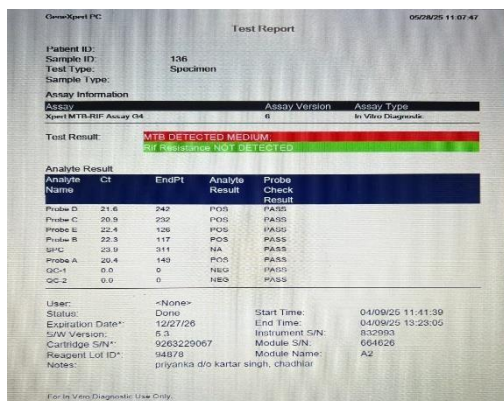 GeneXpert PC 05/28/25 11:07:47
Test Report
Patient ID:
Sample ID: 136
Test Type: Specimen
Sample Type:
Assay Information
Assay Assay Version Assay Type
Xpert MTB-RIF Assay G4 6 In Vitro Diagnostic
Test Result: MTB DETECTED MEDIUM;
Rif Resistance NOT DETECTED
Analyte Result
Analyte Name Ct EndPt Analyte Result Probe Check Result
Probe D 21.6 242 POS PASS
Probe C 20.9 232 POS PASS
Probe E 22.4 126 POS PASS
Probe B 22.3 117 POS PASS
SPC 23.9 311 NA PASS
Probe A 20.4 149 POS PASS
QC-1 0.0 0 NEG PASS
QC-2 0.0 0 NEG PASS
User: <None>
Status: Done Start Time: 04/09/25 11:41:39
Expiration Date*: 12/27/26 End Time: 04/09/25 13:23:05
S/W Version: 5.3 Instrument S/N: 832993
Cartridge S/N*: 9263229067 Module S/N: 664626
Reagent Lot ID*: 94878 Module Name: A2
Notes: priyanka d/o kartar singh, chadhiar
For In Vitro Diagnostic Use Only.